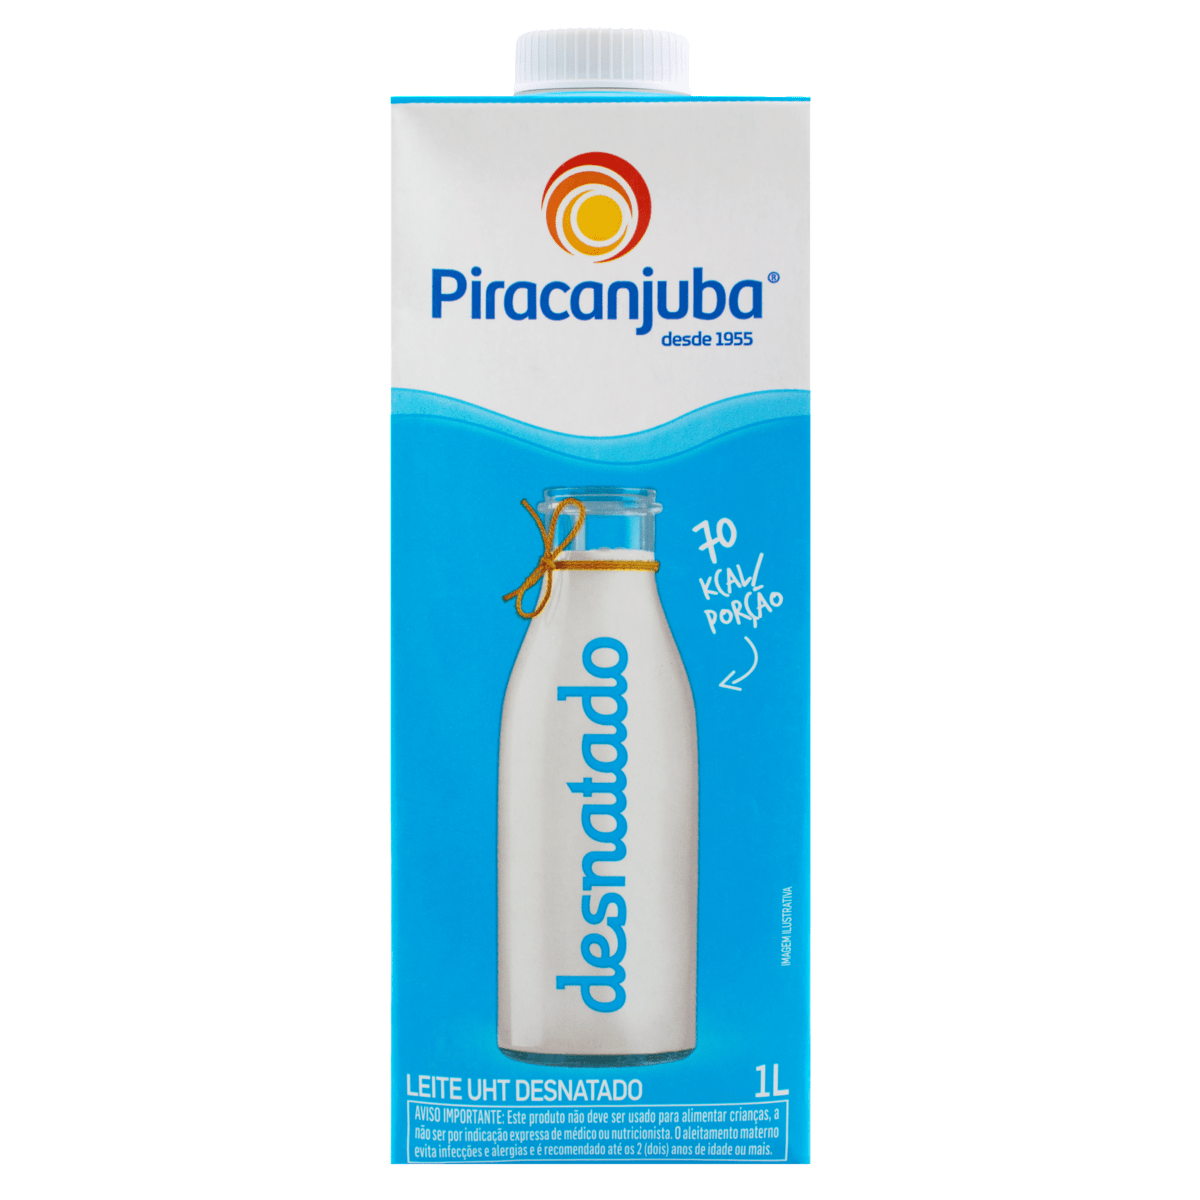 Piracanjuba®
desde 1955
70
KCAL/
PORÇÃO
desnatado
IMAGEM ILUSTRATIVA
LEITE UHT DESNATADO
1L
AVISO IMPORTANTE: Este produto não deve ser usado para alimentar crianças, a
não ser por indicação expressa de médico ou nutricionista. O aleitamento materno
evita infecções e alergias e é recomendado até os 2 (dois) anos de idade ou mais.